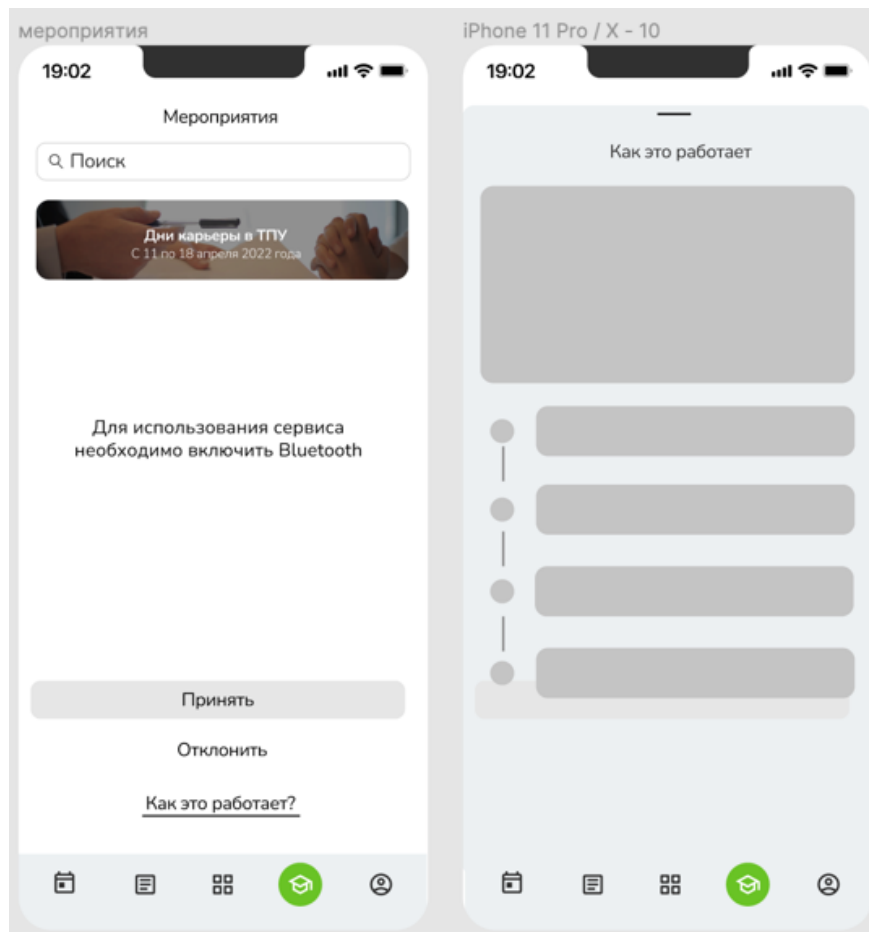 мероприятия
19:02
Мероприятия
Поиск
Дни карьеры в ТПУ
С 11 по 18 апреля 2022 года
Для использования сервиса
необходимо включить Bluetooth
Принять
Отклонить
Как это работает?
iPhone 11 Pro / X - 10
19:02
Как это работает